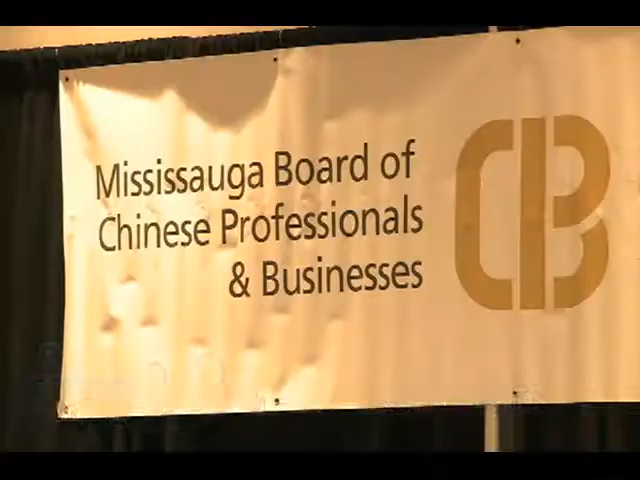 Mississauga Board of
Chinese Professionals
& Businesses
CB